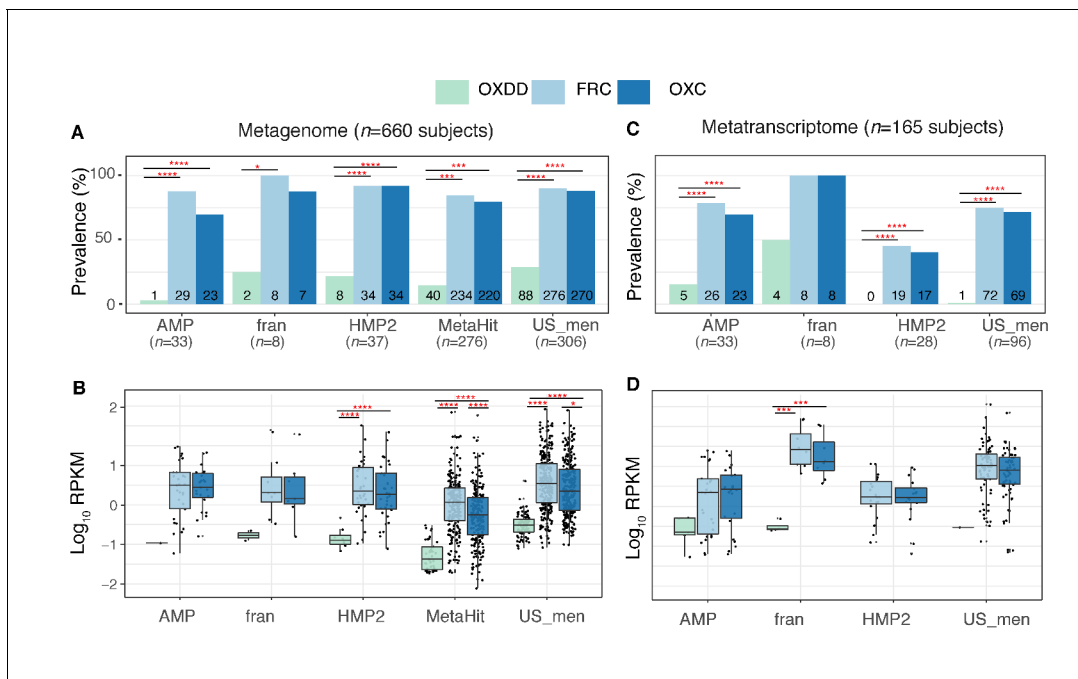 OXDD FRC OXC
A
Metagenome (n=660 subjects)
Prevalence (%)
100
50
0
**** **** * **** **** *** *** **** ****
1 29 23 2 8 7 8 34 34 40 234 220 88 276 270
AMP fran HMP2 MetaHit US_men
(n=33) (n=8) (n=37) (n=276) (n=306)
C
Metatranscriptome (n=165 subjects)
Prevalence (%)
**** **** **** **** **** ****
5 26 23 4 8 8 0 19 17 1 72 69
AMP fran HMP2 US_men
(n=33) (n=8) (n=28) (n=96)
B
Log10 RPKM
2
1
0
−1
−2
**** **** **** **** **** **** **** *
AMP fran HMP2 MetaHit US_men
D
Log10 RPKM
*** ***
AMP fran HMP2 US_men